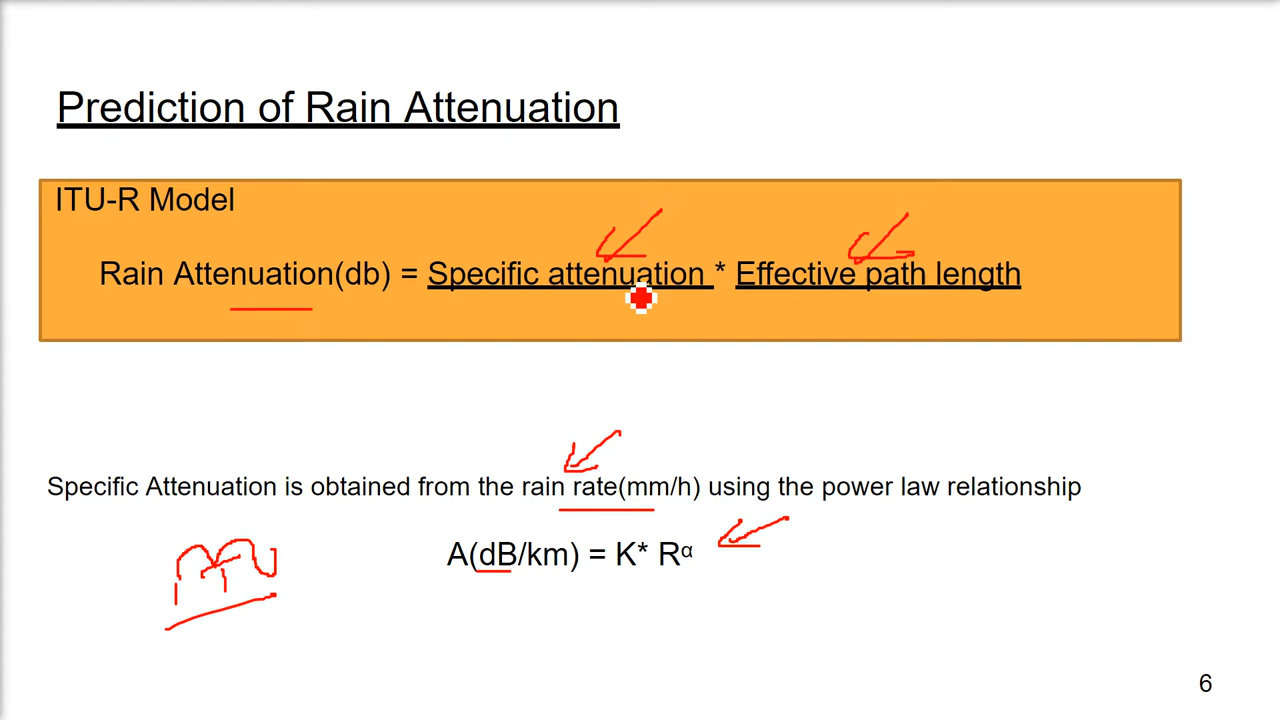 Prediction of Rain Attenuation
ITU-R Model
Rain Attenuation(db) = Specific attenuation * Effective path length
Specific Attenuation is obtained from the rain rate(mm/h) using the power law relationship
A(dB/km) = K* Rᵅ
6